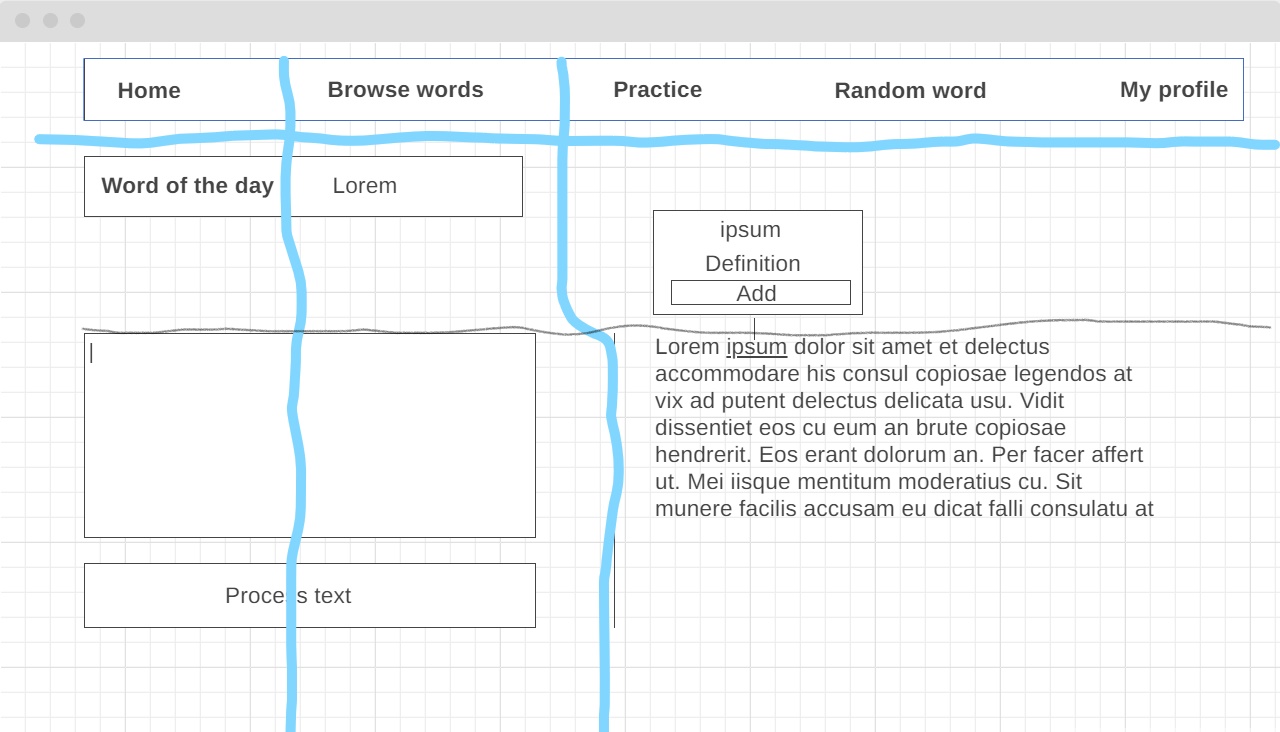 Home Browse words Practice Random word My profile
Word of the day Lorem
ipsum
Definition
Add
Lorem ipsum dolor sit amet et delectus
accommodare his consul copiosae legendos at
vix ad putent delectus delicata usu. Vidit
dissentiet eos cu eum an brute copiosae
hendrerit. Eos erant dolorum an. Per facer affert
ut. Mei iisque mentitum moderatius cu. Sit
munere facilis accusam eu dicat falli consulatu at
Process text